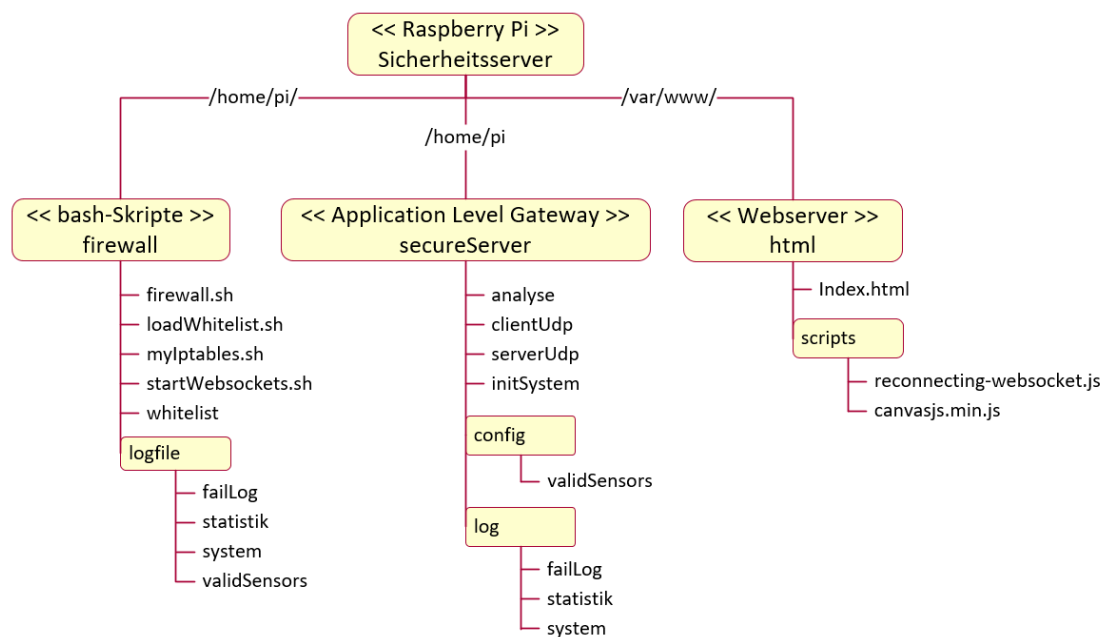 << Raspberry Pi >>
Sicherheitsserver
/home/pi/
/var/www/
/home/pi
<< bash-Skripte >>
firewall
<< Application Level Gateway >>
secureServer
<< Webserver >>
html
firewall.sh
loadWhitelist.sh
myIptables.sh
startWebsockets.sh
whitelist
logfile
failLog
statistik
system
validSensors
analyse
clientUdp
serverUdp
initSystem
config
validSensors
log
failLog
statistik
system
Index.html
scripts
reconnecting-websocket.js
canvasjs.min.js